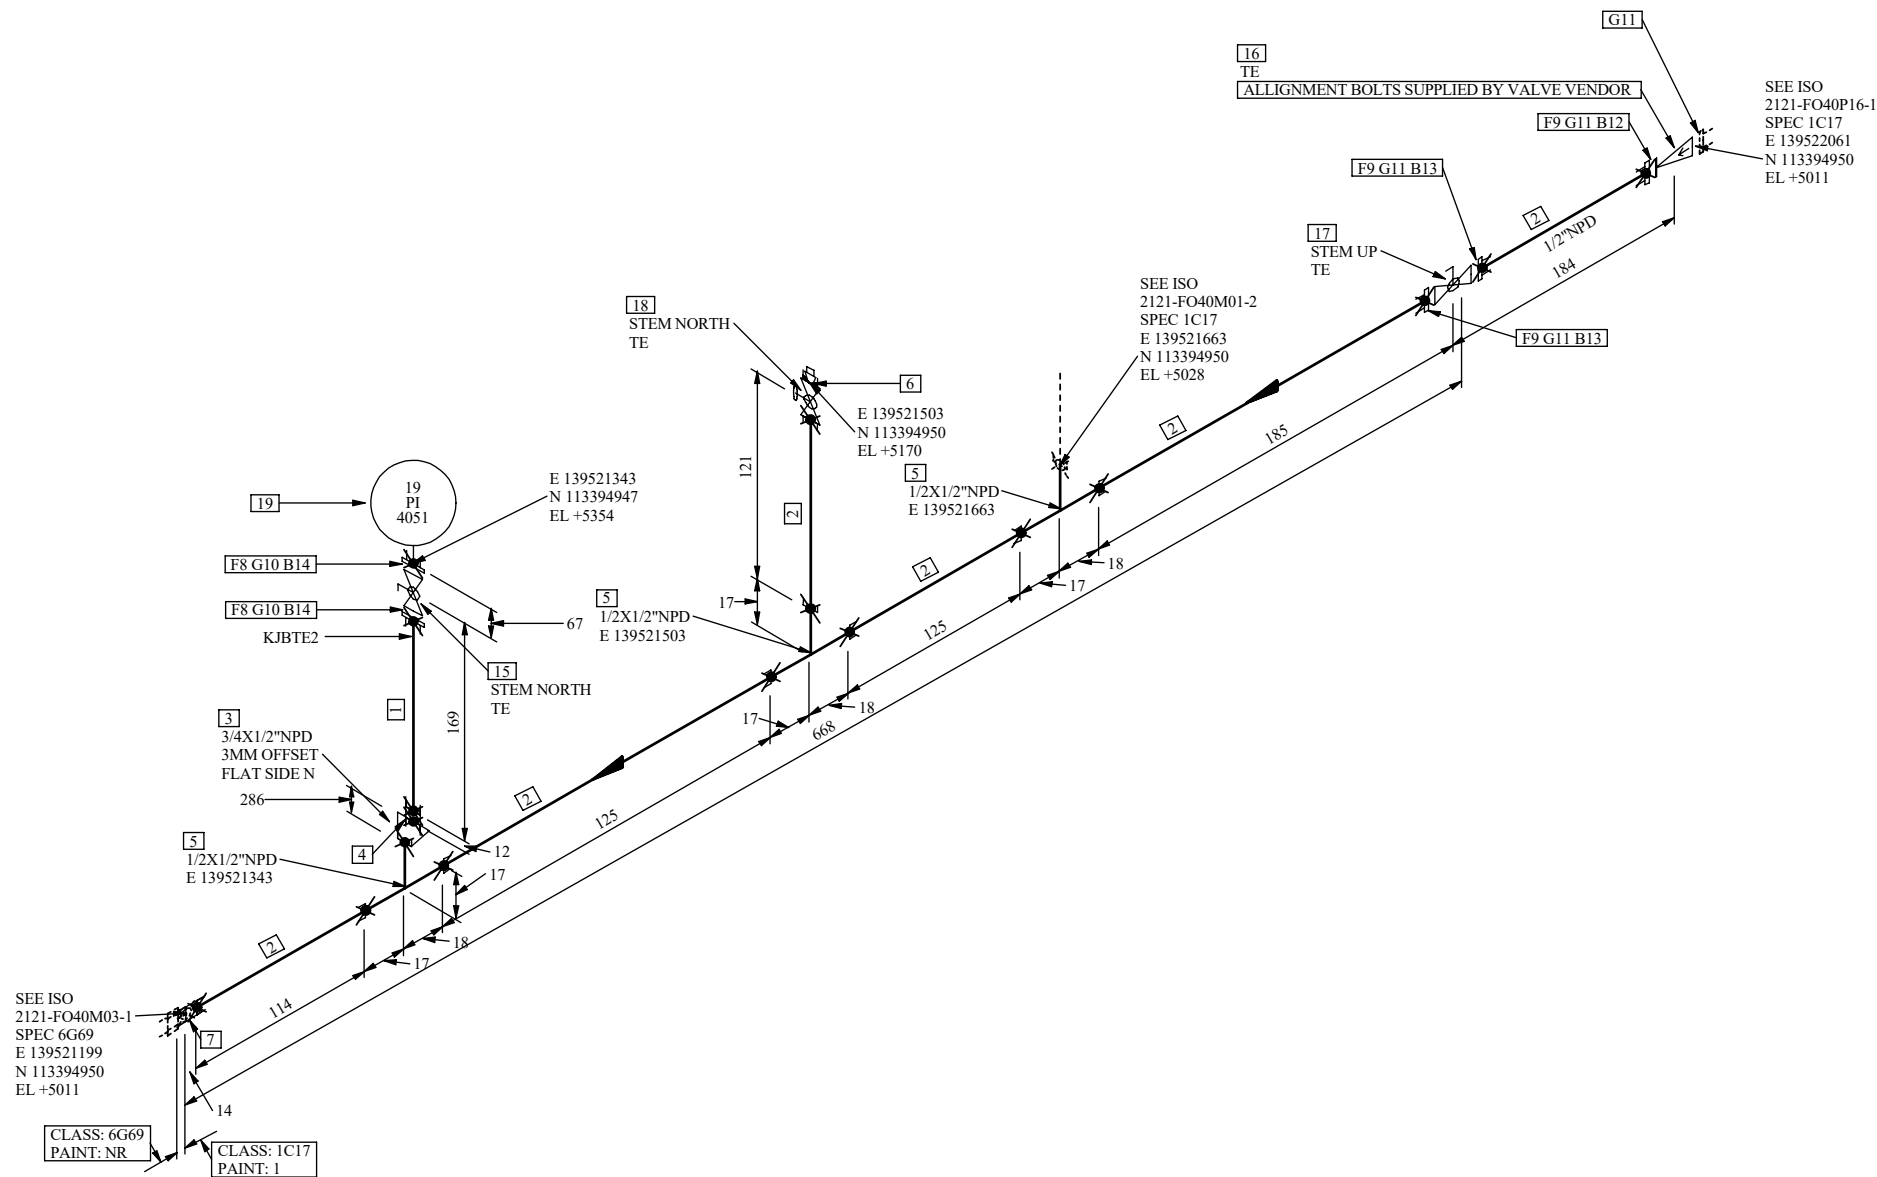 G11
16
TE
ALLIGNMENT BOLTS SUPPLIED BY VALVE VENDOR
SEE ISO
2121-FO40P16-1
SPEC 1C17
E 139522061
N 113394950
EL +5011
F9 G11 B12
F9 G11 B13
2
1/2"NPD
184
17
STEM UP
TE
F9 G11 B13
SEE ISO
2121-FO40M01-2
SPEC 1C17
E 139521663
N 113394950
EL +5028
18
STEM NORTH
TE
6
E 139521503
N 113394950
EL +5170
121
2
2
185
5
1/2X1/2"NPD
E 139521663
18
17
2
125
19
19
PI
4051
E 139521343
N 113394947
EL +5354
F8 G10 B14
F8 G10 B14
KJBTE2
67
15
STEM NORTH
TE
17
5
1/2X1/2"NPD
E 139521503
18
17
668
1
169
3
3/4X1/2"NPD
3MM OFFSET
FLAT SIDE N
286
4
12
17
5
1/2X1/2"NPD
E 139521343
2
125
18
17
2
114
SEE ISO
2121-FO40M03-1
SPEC 6G69
E 139521199
N 113394950
EL +5011
7
14
CLASS: 6G69
PAINT: NR
CLASS: 1C17
PAINT: 1